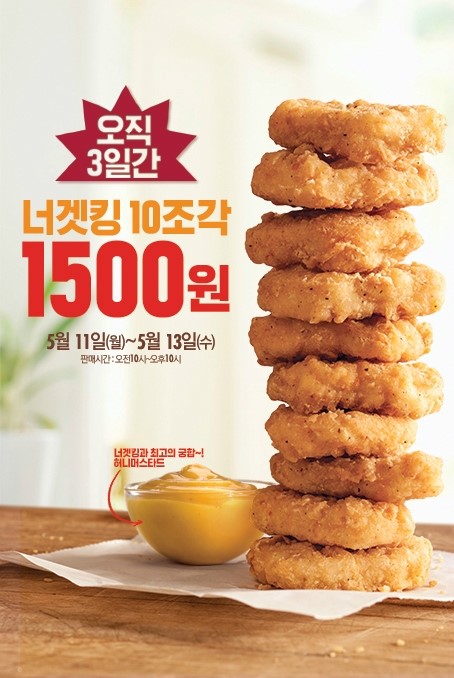 오직
3일간
너겟킹 10조각
1500원
5월 11일(월)~5월 13일(수)
판매시간 : 오전10시~오후10시
너겟킹과 최고의 궁합~!
허니머스타드